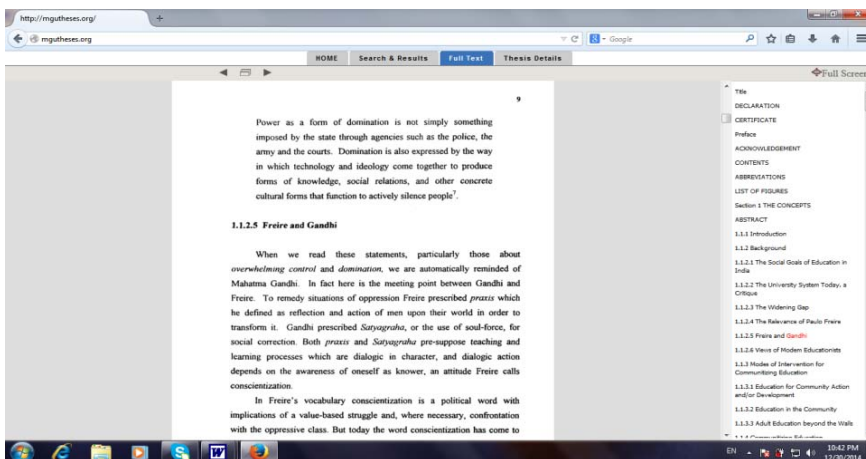 http://mgutheses.org/
mgutheses.org
Google
HOME Search & Results Full Text Thesis Details
Full Screen
9
Power as a form of domination is not simply something
imposed by the state through agencies such as the police, the
army and the courts. Domination is also expressed by the way
in which technology and ideology come together to produce
forms of knowledge, social relations, and other concrete
cultural forms that function to actively silence people7.
1.1.2.5 Freire and Gandhi
When we read these statements, particularly those about
overwhelming control and domination, we are automatically reminded of
Mahatma Gandhi. In fact here is the meeting point between Gandhi and
Freire. To remedy situations of oppression Freire prescribed praxis which
he defined as reflection and action of men upon their world in order to
transform it. Gandhi prescribed Satyagraha, or the use of soul-force, for
social correction. Both praxis and Satyagraha pre-suppose teaching and
learning processes which are dialogic in character, and dialogic action
depends on the awareness of oneself as knower, an attitude Freire calls
conscientization.
In Freire's vocabulary conscientization is a political word with
implications of a value-based struggle and, where necessary, confrontation
with the oppressive class. But today the word conscientization has come to
Title
DECLARATION
CERTIFICATE
Preface
ACKNOWLEDGEMENT
CONTENTS
ABBREVIATIONS
LIST OF FIGURES
Section 1 THE CONCEPTS
ABSTRACT
1.1.1 Introduction
1.1.2 Background
1.1.2.1 The Social Goals of Education in
India
1.1.2.2 The University System Today, a
Critique
1.1.2.3 The Widening Gap
1.1.2.4 The Relevance of Paulo Freire
1.1.2.5 Freire and Gandhi
1.1.2.6 Views of Modern Educationists
1.1.3 Modes of Intervention for
Communitizing Education
1.1.3.1 Education for Community Action
and/or Development
1.1.3.2 Education in the Community
1.1.3.3 Adult Education beyond the Walls
EN
10:42 PM
12/20/2014